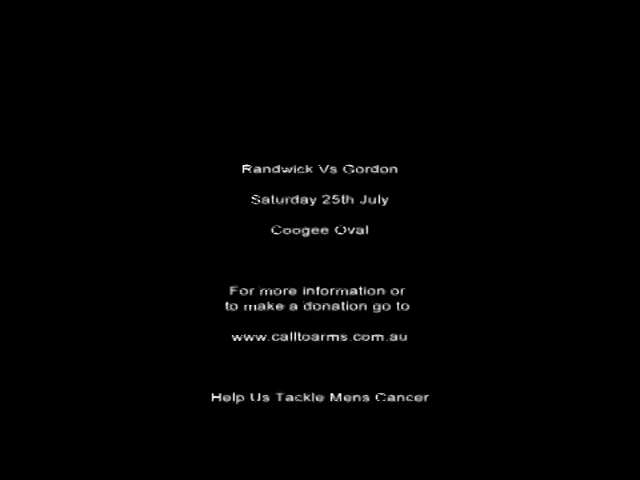 Randwick Vs Gordon
Saturday 25th July
Coogee Oval
For more information or
to make a donation go to
www.calltoarms.com.au
Help Us Tackle Mens Cancer